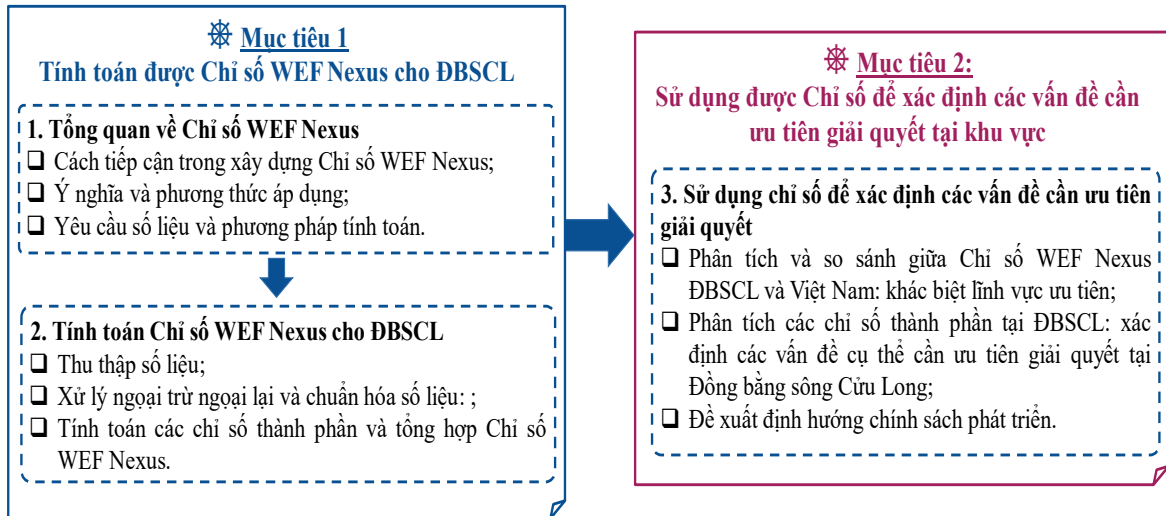 Mục tiêu 1
Tính toán được Chỉ số WEF Nexus cho ĐBSCL
1. Tổng quan về Chỉ số WEF Nexus
Cách tiếp cận trong xây dựng Chỉ số WEF Nexus;
Ý nghĩa và phương thức áp dụng;
Yêu cầu số liệu và phương pháp tính toán.
2. Tính toán Chỉ số WEF Nexus cho ĐBSCL
Thu thập số liệu;
Xử lý ngoại trừ ngoại lại và chuẩn hóa số liệu: ;
Tính toán các chỉ số thành phần và tổng hợp Chỉ số
WEF Nexus.
Mục tiêu 2:
Sử dụng được Chỉ số để xác định các vấn đề cần
ưu tiên giải quyết tại khu vực
3. Sử dụng chỉ số để xác định các vấn đề cần ưu tiên
giải quyết
Phân tích và so sánh giữa Chỉ số WEF Nexus
ĐBSCL và Việt Nam: khác biệt lĩnh vực ưu tiên;
Phân tích các chỉ số thành phần tại ĐBSCL: xác
định các vấn đề cụ thể cần ưu tiên giải quyết tại
Đồng bằng sông Cửu Long;
Đề xuất định hướng chính sách phát triển.